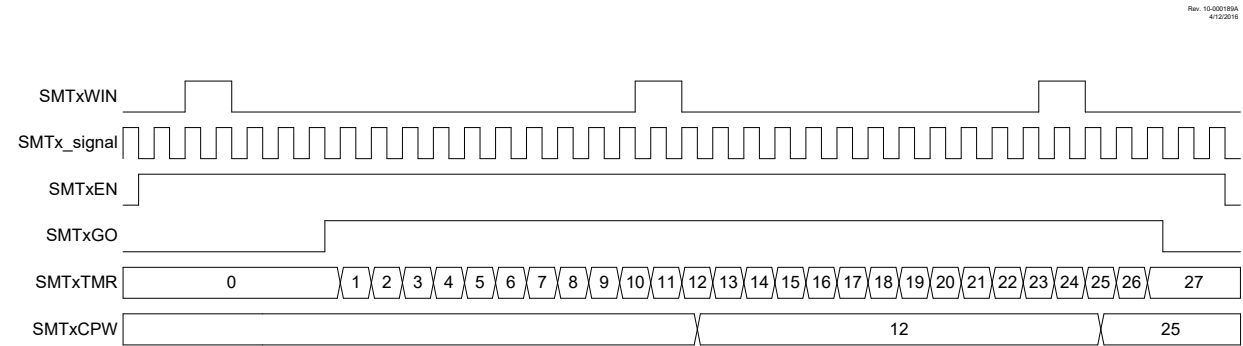 Rev. 10-000189A
4/12/2016
SMTxWIN
SMTx_signal
SMTxEN
SMTxGO
SMTxTMR 0 1 2 3 4 5 6 7 8 9 10 11 12 13 14 15 16 17 18 19 20 21 22 23 24 25 26 27
SMTxCPW 12 25